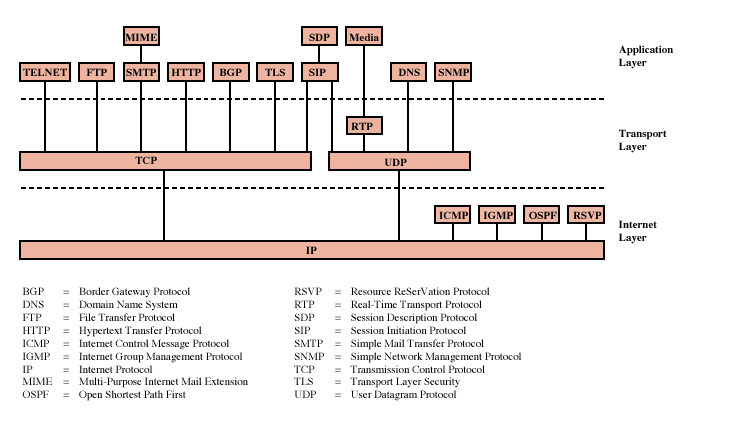 MIME SDP Media
Application
Layer
TELNET FTP SMTP HTTP BGP TLS SIP DNS SNMP
RTP
Transport
Layer
TCP UDP
ICMP IGMP OSPF RSVP
Internet
Layer
IP
BGP = Border Gateway Protocol
DNS = Domain Name System
FTP = File Transfer Protocol
HTTP = Hypertext Transfer Protocol
ICMP = Internet Control Message Protocol
IGMP = Internet Group Management Protocol
IP = Internet Protocol
MIME = Multi-Purpose Internet Mail Extension
OSPF = Open Shortest Path First
RSVP = Resource ReSerVation Protocol
RTP = Real-Time Transport Protocol
SDP = Session Description Protocol
SIP = Session Initiation Protocol
SMTP = Simple Mail Transfer Protocol
SNMP = Simple Network Management Protocol
TCP = Transmission Control Protocol
TLS = Transport Layer Security
UDP = User Datagram Protocol